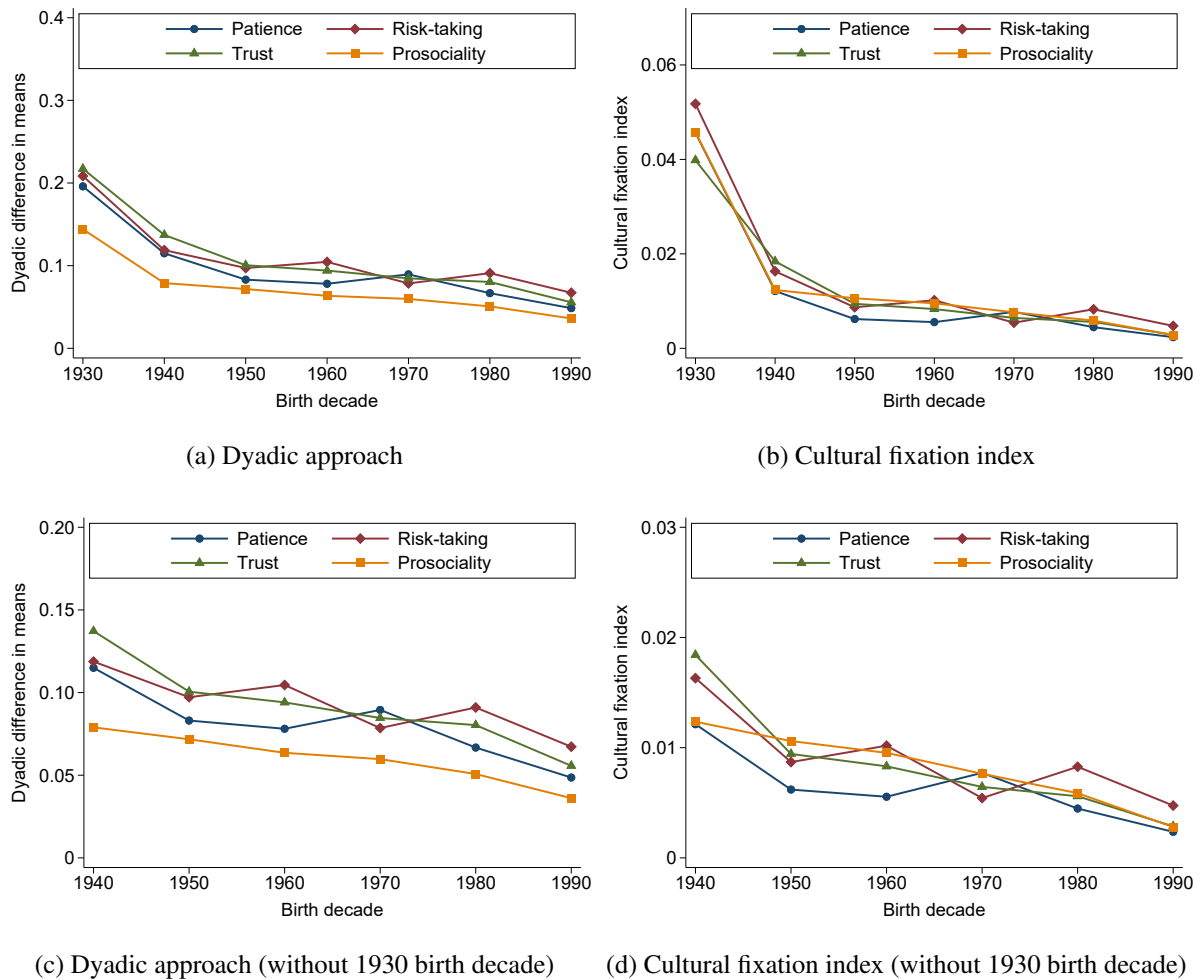 Patience
Risk-taking
Trust
Prosociality
Dyadic difference in means
0.4
0.3
0.2
0.1
0
1930 1940 1950 1960 1970 1980 1990
Birth decade
(a) Dyadic approach
Patience
Risk-taking
Trust
Prosociality
Cultural fixation index
0.06
0.04
0.02
0
1930 1940 1950 1960 1970 1980 1990
Birth decade
(b) Cultural fixation index
Patience
Risk-taking
Trust
Prosociality
Dyadic difference in means
0.20
0.15
0.10
0.05
0
1940 1950 1960 1970 1980 1990
Birth decade
(c) Dyadic approach (without 1930 birth decade)
Patience
Risk-taking
Trust
Prosociality
Cultural fixation index
0.03
0.02
0.01
0
1940 1950 1960 1970 1980 1990
Birth decade
(d) Cultural fixation index (without 1930 birth decade)